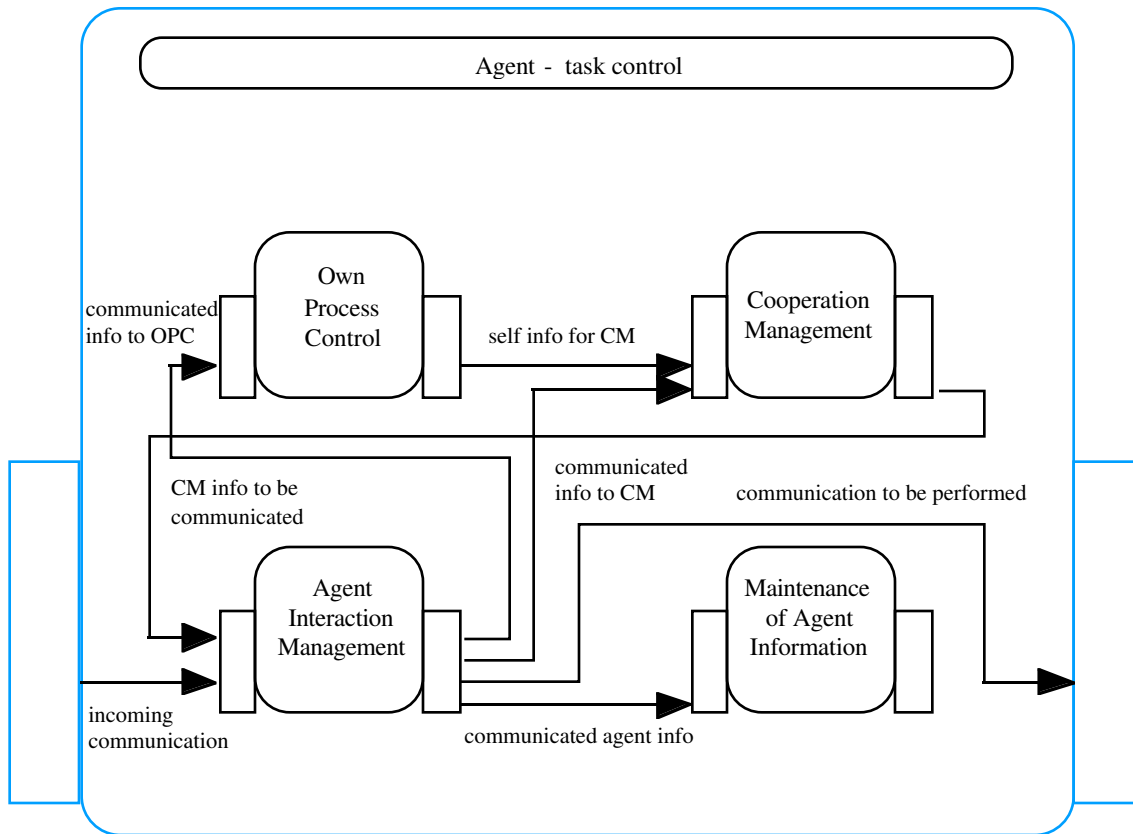 Agent - task control
Own
Process
Control
Cooperation
Management
communicated
info to OPC
self info for CM
CM info to be
communicated
communicated
info to CM
communication to be performed
Agent
Interaction
Management
Maintenance
of Agent
Information
incoming
communication
communicated agent info